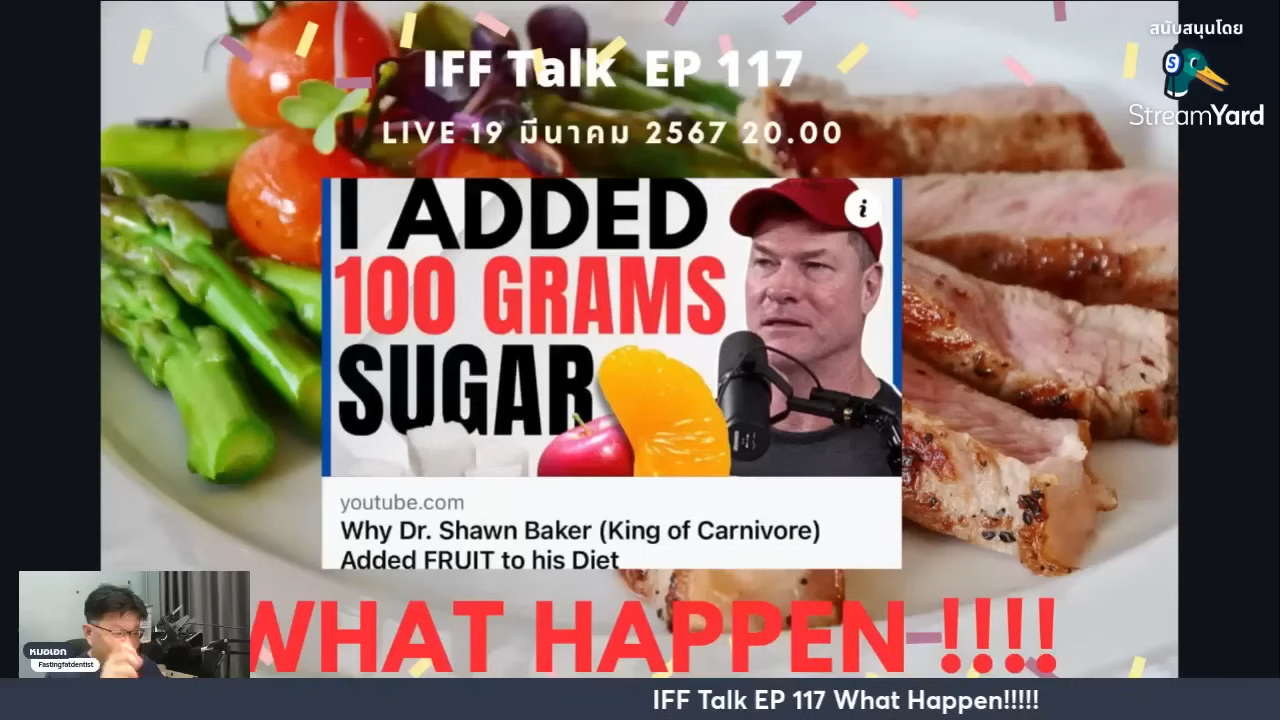 IFF Talk EP 117
LIVE 19 มีนาคม 2567 20.00
สนับสนุนโดย
S
StreamYard
I ADDED
100 GRAMS
SUGAR
i
youtube.com
Why Dr. Shawn Baker (King of Carnivore)
Added FRUIT to his Diet
WHAT HAPPEN !!!!
หมอเอก
Fastingfatdentist
IFF Talk EP 117 What Happen!!!!!